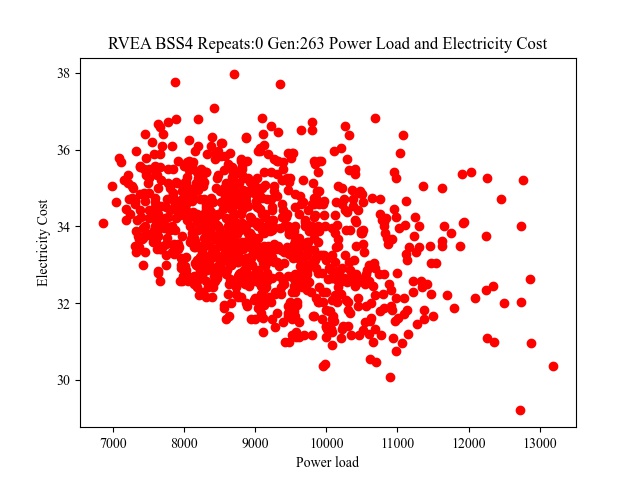 RVEA BSS4 Repeats:0 Gen:263 Power Load and Electricity Cost
38
36
34
32
30
Electricity Cost
7000 8000 9000 10000 11000 12000 13000
Power load